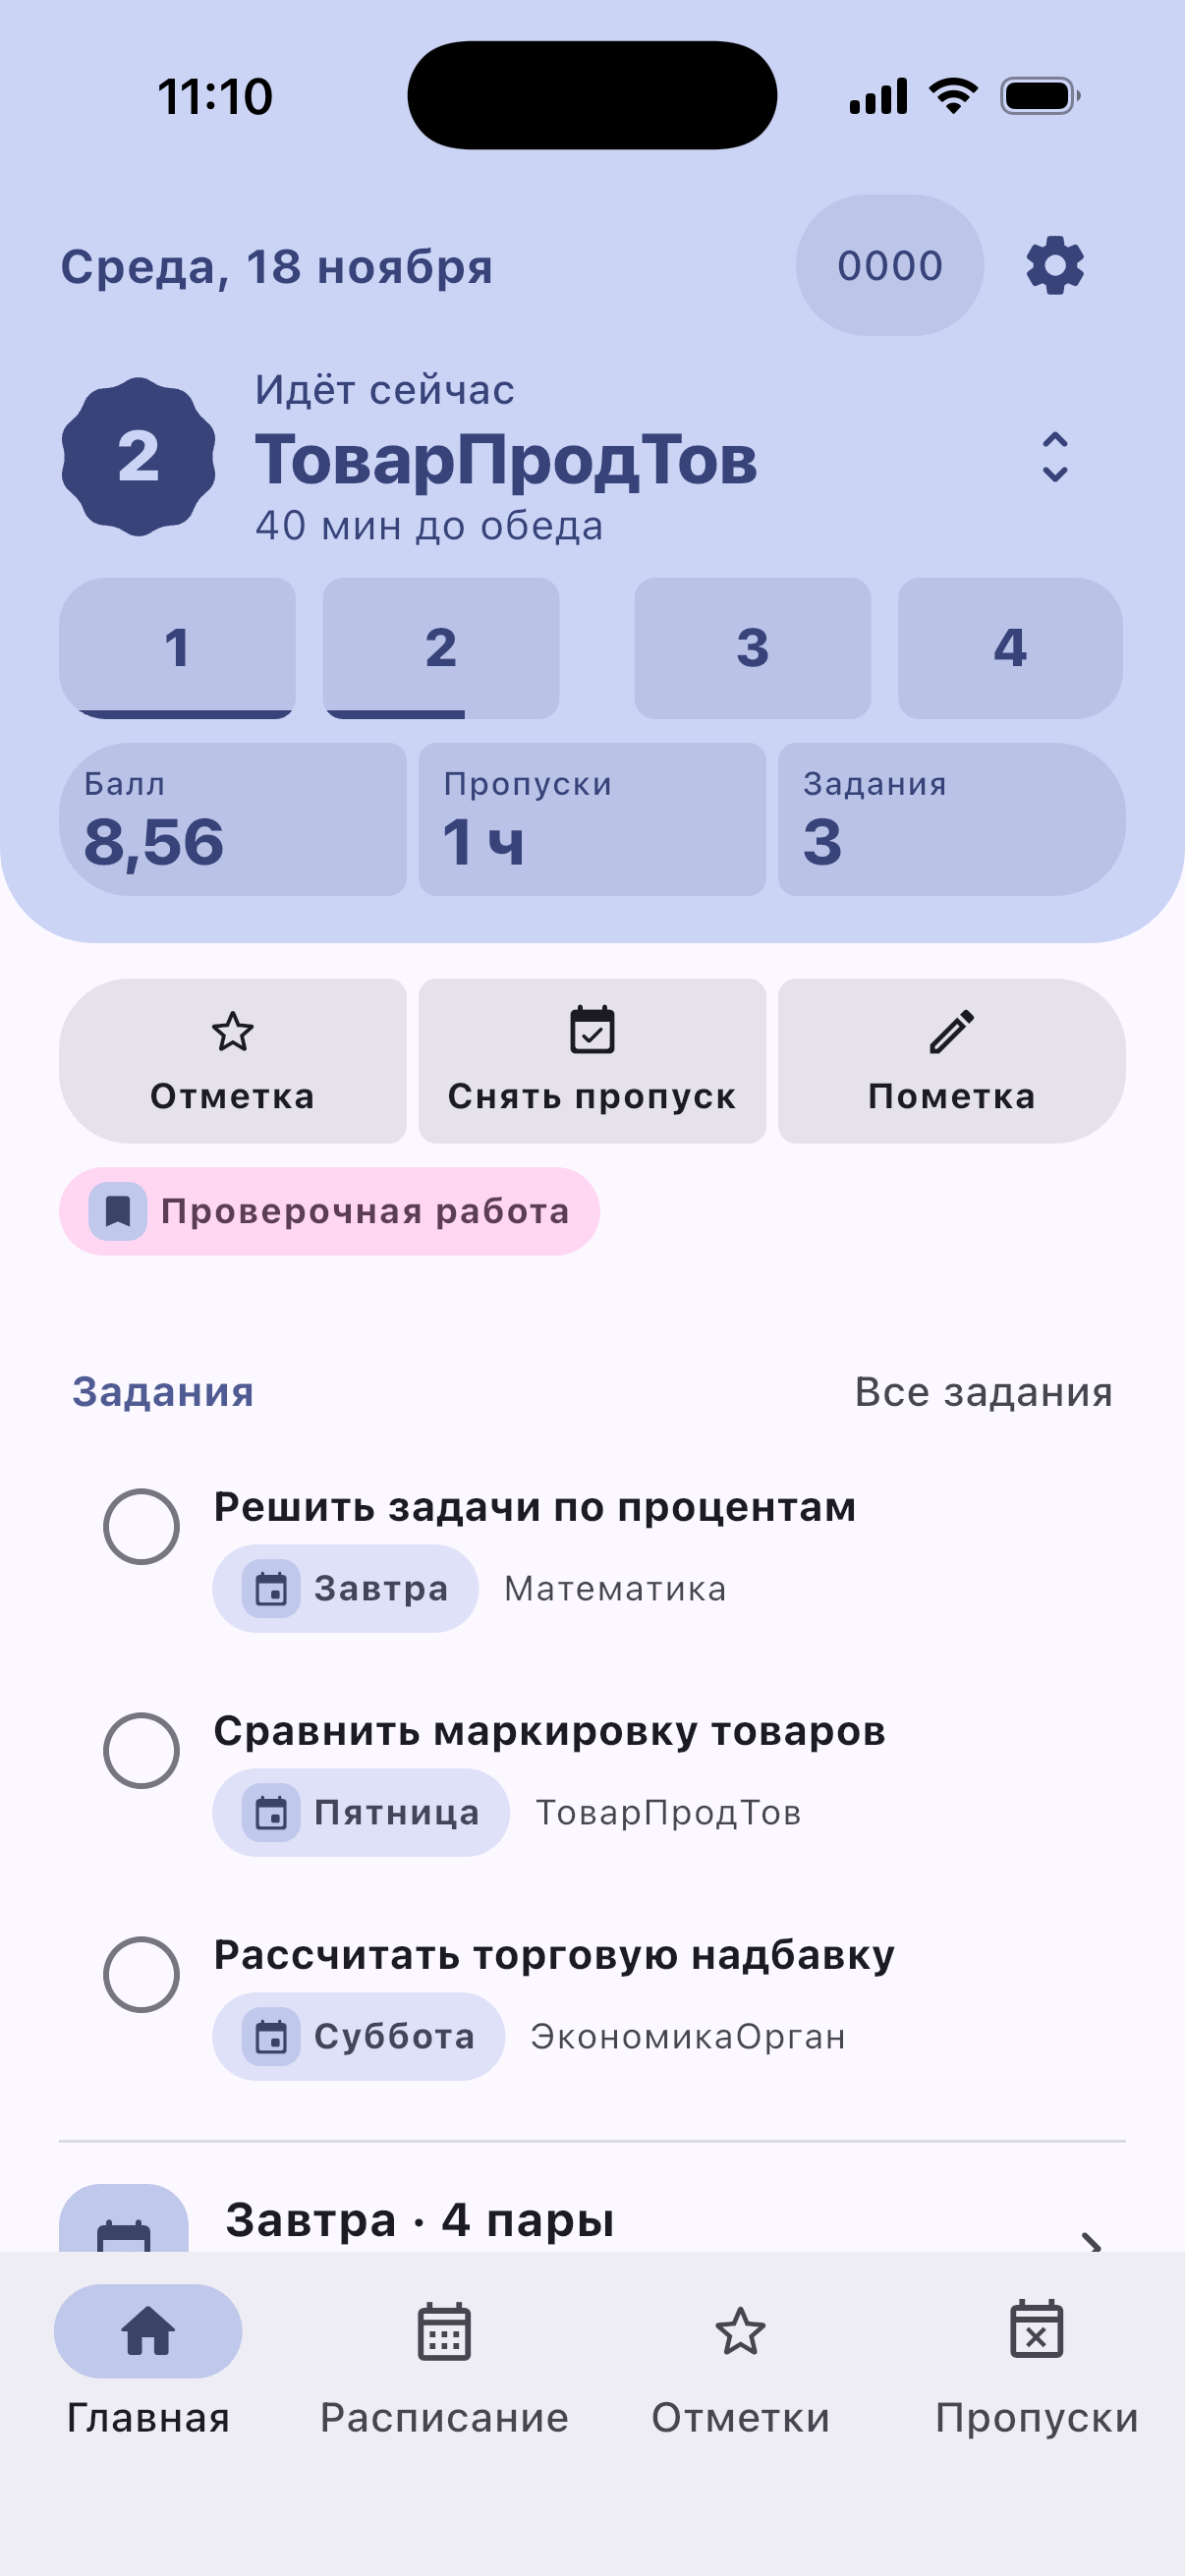 11:10
Среда, 18 ноября
0000
Идёт сейчас
2
ТоварПродТов
40 мин до обеда
1 2 3 4
Балл Пропуски Задания
8,56 1 ч 3
Отметка Снять пропуск Пометка
Проверочная работа
Задания Все задания
Решить задачи по процентам
Завтра Математика
Сравнить маркировку товаров
Пятница ТоварПродТов
Рассчитать торговую надбавку
Суббота ЭкономикаОрган
Завтра · 4 пары
Главная Расписание Отметки Пропуски